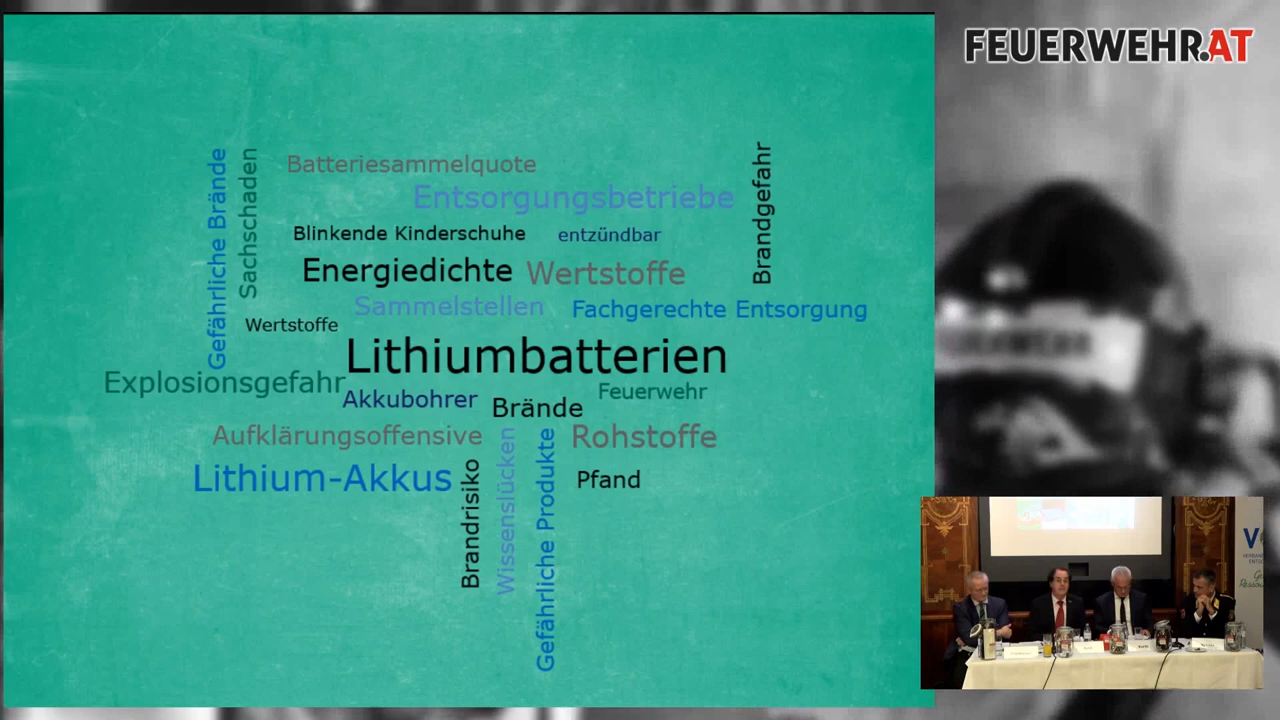 FEUERWEHR.AT
Gefährliche Brände
Sachschaden
Batteriesammelquote
Entsorgungsbetriebe
Brandgefahr
Blinkende Kinderschuhe
entzündbar
Energiedichte
Wertstoffe
Sammelstellen
Fachgerechte Entsorgung
Wertstoffe
Lithiumbatterien
Explosionsgefahr
Akkubohrer
Brände
Feuerwehr
Aufklärungsoffensive
Rohstoffe
Lithium-Akkus
Brandrisiko
Wissenslücken
Gefährliche Produkte
Pfand